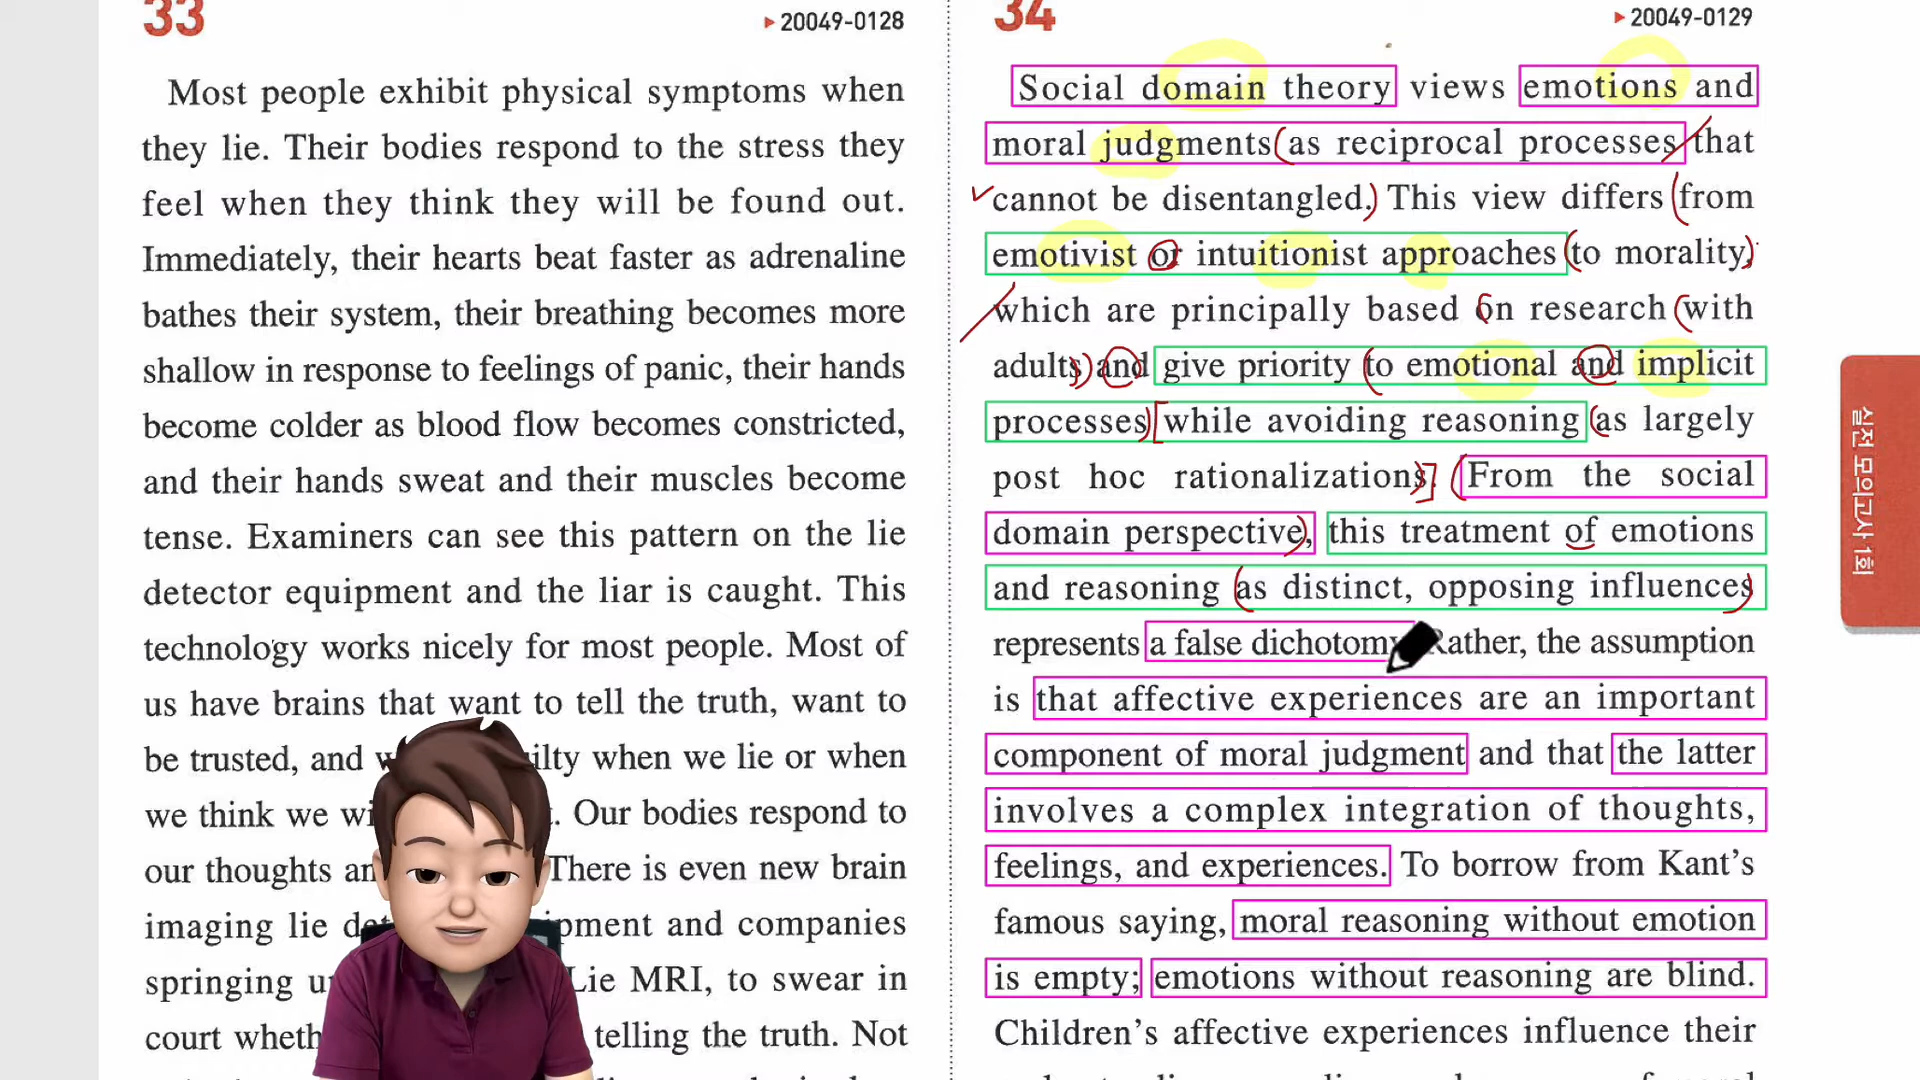 33
▸ 20049-0128
Most people exhibit physical symptoms when
they lie. Their bodies respond to the stress they
feel when they think they will be found out.
Immediately, their hearts beat faster as adrenaline
bathes their system, their breathing becomes more
shallow in response to feelings of panic, their hands
become colder as blood flow becomes constricted,
and their hands sweat and their muscles become
tense. Examiners can see this pattern on the lie
detector equipment and the liar is caught. This
technology works nicely for most people. Most of
us have brains that want to tell the truth, want to
be trusted, and when we lie or when
we think we . Our bodies respond to
our thoughts There is even new brain
imaging lie and companies
springing Lie MRI, to swear in
court telling the truth. Not
34
▸ 20049-0129
Social domain theory views emotions and
moral judgments as reciprocal processes that
cannot be disentangled. This view differs from
emotivist or intuitionist approaches to morality,
which are principally based on research with
adults and give priority to emotional and implicit
processes while avoiding reasoning as largely
post hoc rationalizations. From the social
domain perspective, this treatment of emotions
and reasoning as distinct, opposing influences
represents a false dichotomy. Rather, the assumption
is that affective experiences are an important
component of moral judgment and that the latter
involves a complex integration of thoughts,
feelings, and experiences. To borrow from Kant's
famous saying, moral reasoning without emotion
is empty; emotions without reasoning are blind.
Children's affective experiences influence their
실전 모의고사 1회